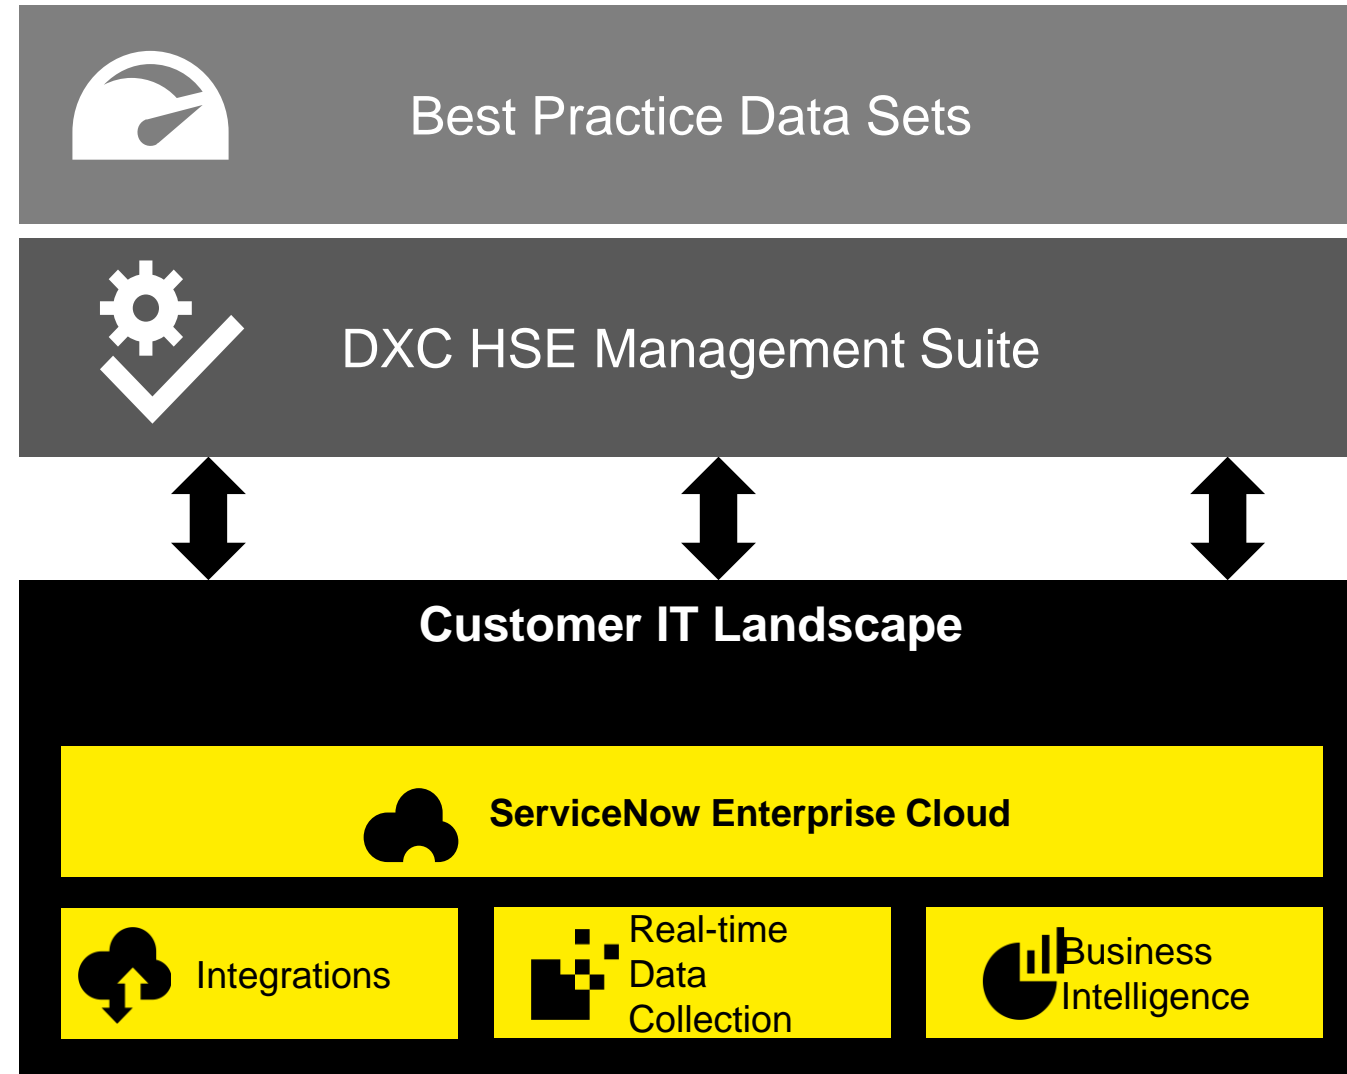 Best Practice Data Sets
DXC HSE Management Suite
Customer IT Landscape
ServiceNow Enterprise Cloud
Integrations
Real-time
Data
Collection
Business
Intelligence